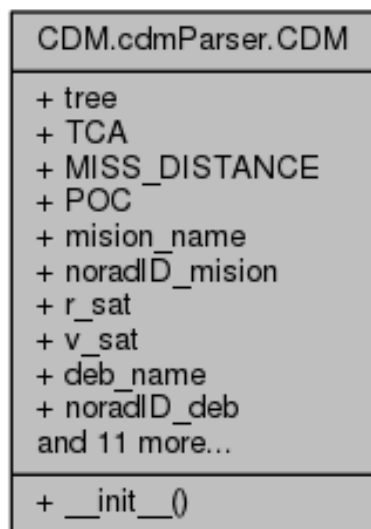 CDM.cdmParser.CDM
+ tree
+ TCA
+ MISS_DISTANCE
+ POC
+ mision_name
+ noradID_mision
+ r_sat
+ v_sat
+ deb_name
+ noradID_deb
and 11 more...
+ __init__()